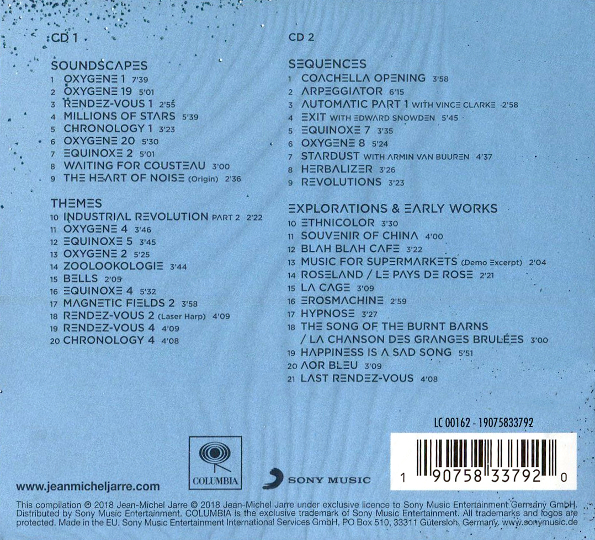 CD 1
SOUNDSCAPES
1 OXYGENE 1 7'39
2 OXYGENE 19 5'01
3 RENDEZ-VOUS 1 2'55
4 MILLIONS OF STARS 5'39
5 CHRONOLOGY 1 3'23
6 OXYGENE 20 5'30
7 EQUINOXE 2 5'01
8 WAITING FOR COUSTEAU 3'00
9 THE HEART OF NOISE (Origin) 2'36
THEMES
10 INDUSTRIAL REVOLUTION PART 2 2'22
11 OXYGENE 4 3'46
12 EQUINOXE 5 3'45
13 OXYGENE 2 5'25
14 ZOOLOOKOLOGIE 3'44
15 BELLS 2'09
16 EQUINOXE 4 5'32
17 MAGNETIC FIELDS 2 3'58
18 RENDEZ-VOUS 2 (Laser Harp) 4'09
19 RENDEZ-VOUS 4 4'09
20 CHRONOLOGY 4 4'08
CD 2
SEQUENCES
1 COACHELLA OPENING 3'58
2 ARPEGGIATOR 6'15
3 AUTOMATIC PART 1 WITH VINCE CLARKE 2'58
4 EXIT WITH EDWARD SNOWDEN 5'45
5 EQUINOXE 7 3'35
6 OXYGENE 8 5'24
7 STARDUST WITH ARMIN VAN BUUREN 4'37
8 HERBALIZER 3'26
9 REVOLUTIONS 3'23
EXPLORATIONS & EARLY WORKS
10 ETHNICOLOR 3'30
11 SOUVENIR OF CHINA 4'00
12 BLAH BLAH CAFE 3'22
13 MUSIC FOR SUPERMARKETS (Demo Excerpt) 2'04
14 ROSELAND / LE PAYS DE ROSE 2'21
15 LA CAGE 3'09
16 EROSMACHINE 2'59
17 HYPNOSE 3'27
18 THE SONG OF THE BURNT BARNS
/ LA CHANSON DES GRANGES BRULÉES 3'00
19 HAPPINESS IS A SAD SONG 5'51
20 AOR BLEU 3'09
21 LAST RENDEZ-VOUS 4'08
LC 00162 - 19075833792
1 90758 33792 0
www.jeanmicheljarre.com
COLUMBIA
SONY MUSIC
This compilation ℗ 2018 Jean-Michel Jarre © 2018 Jean-Michel Jarre under exclusive licence to Sony Music Entertainment Germany GmbH.
Distributed by Sony Music Entertainment. COLUMBIA is the exclusive trademark of Sony Music Entertainment. All trademarks and logos are
protected. Made in the EU. Sony Music Entertainment International Services GmbH, PO Box 510, 33311 Gütersloh, Germany. www.sonymusic.de